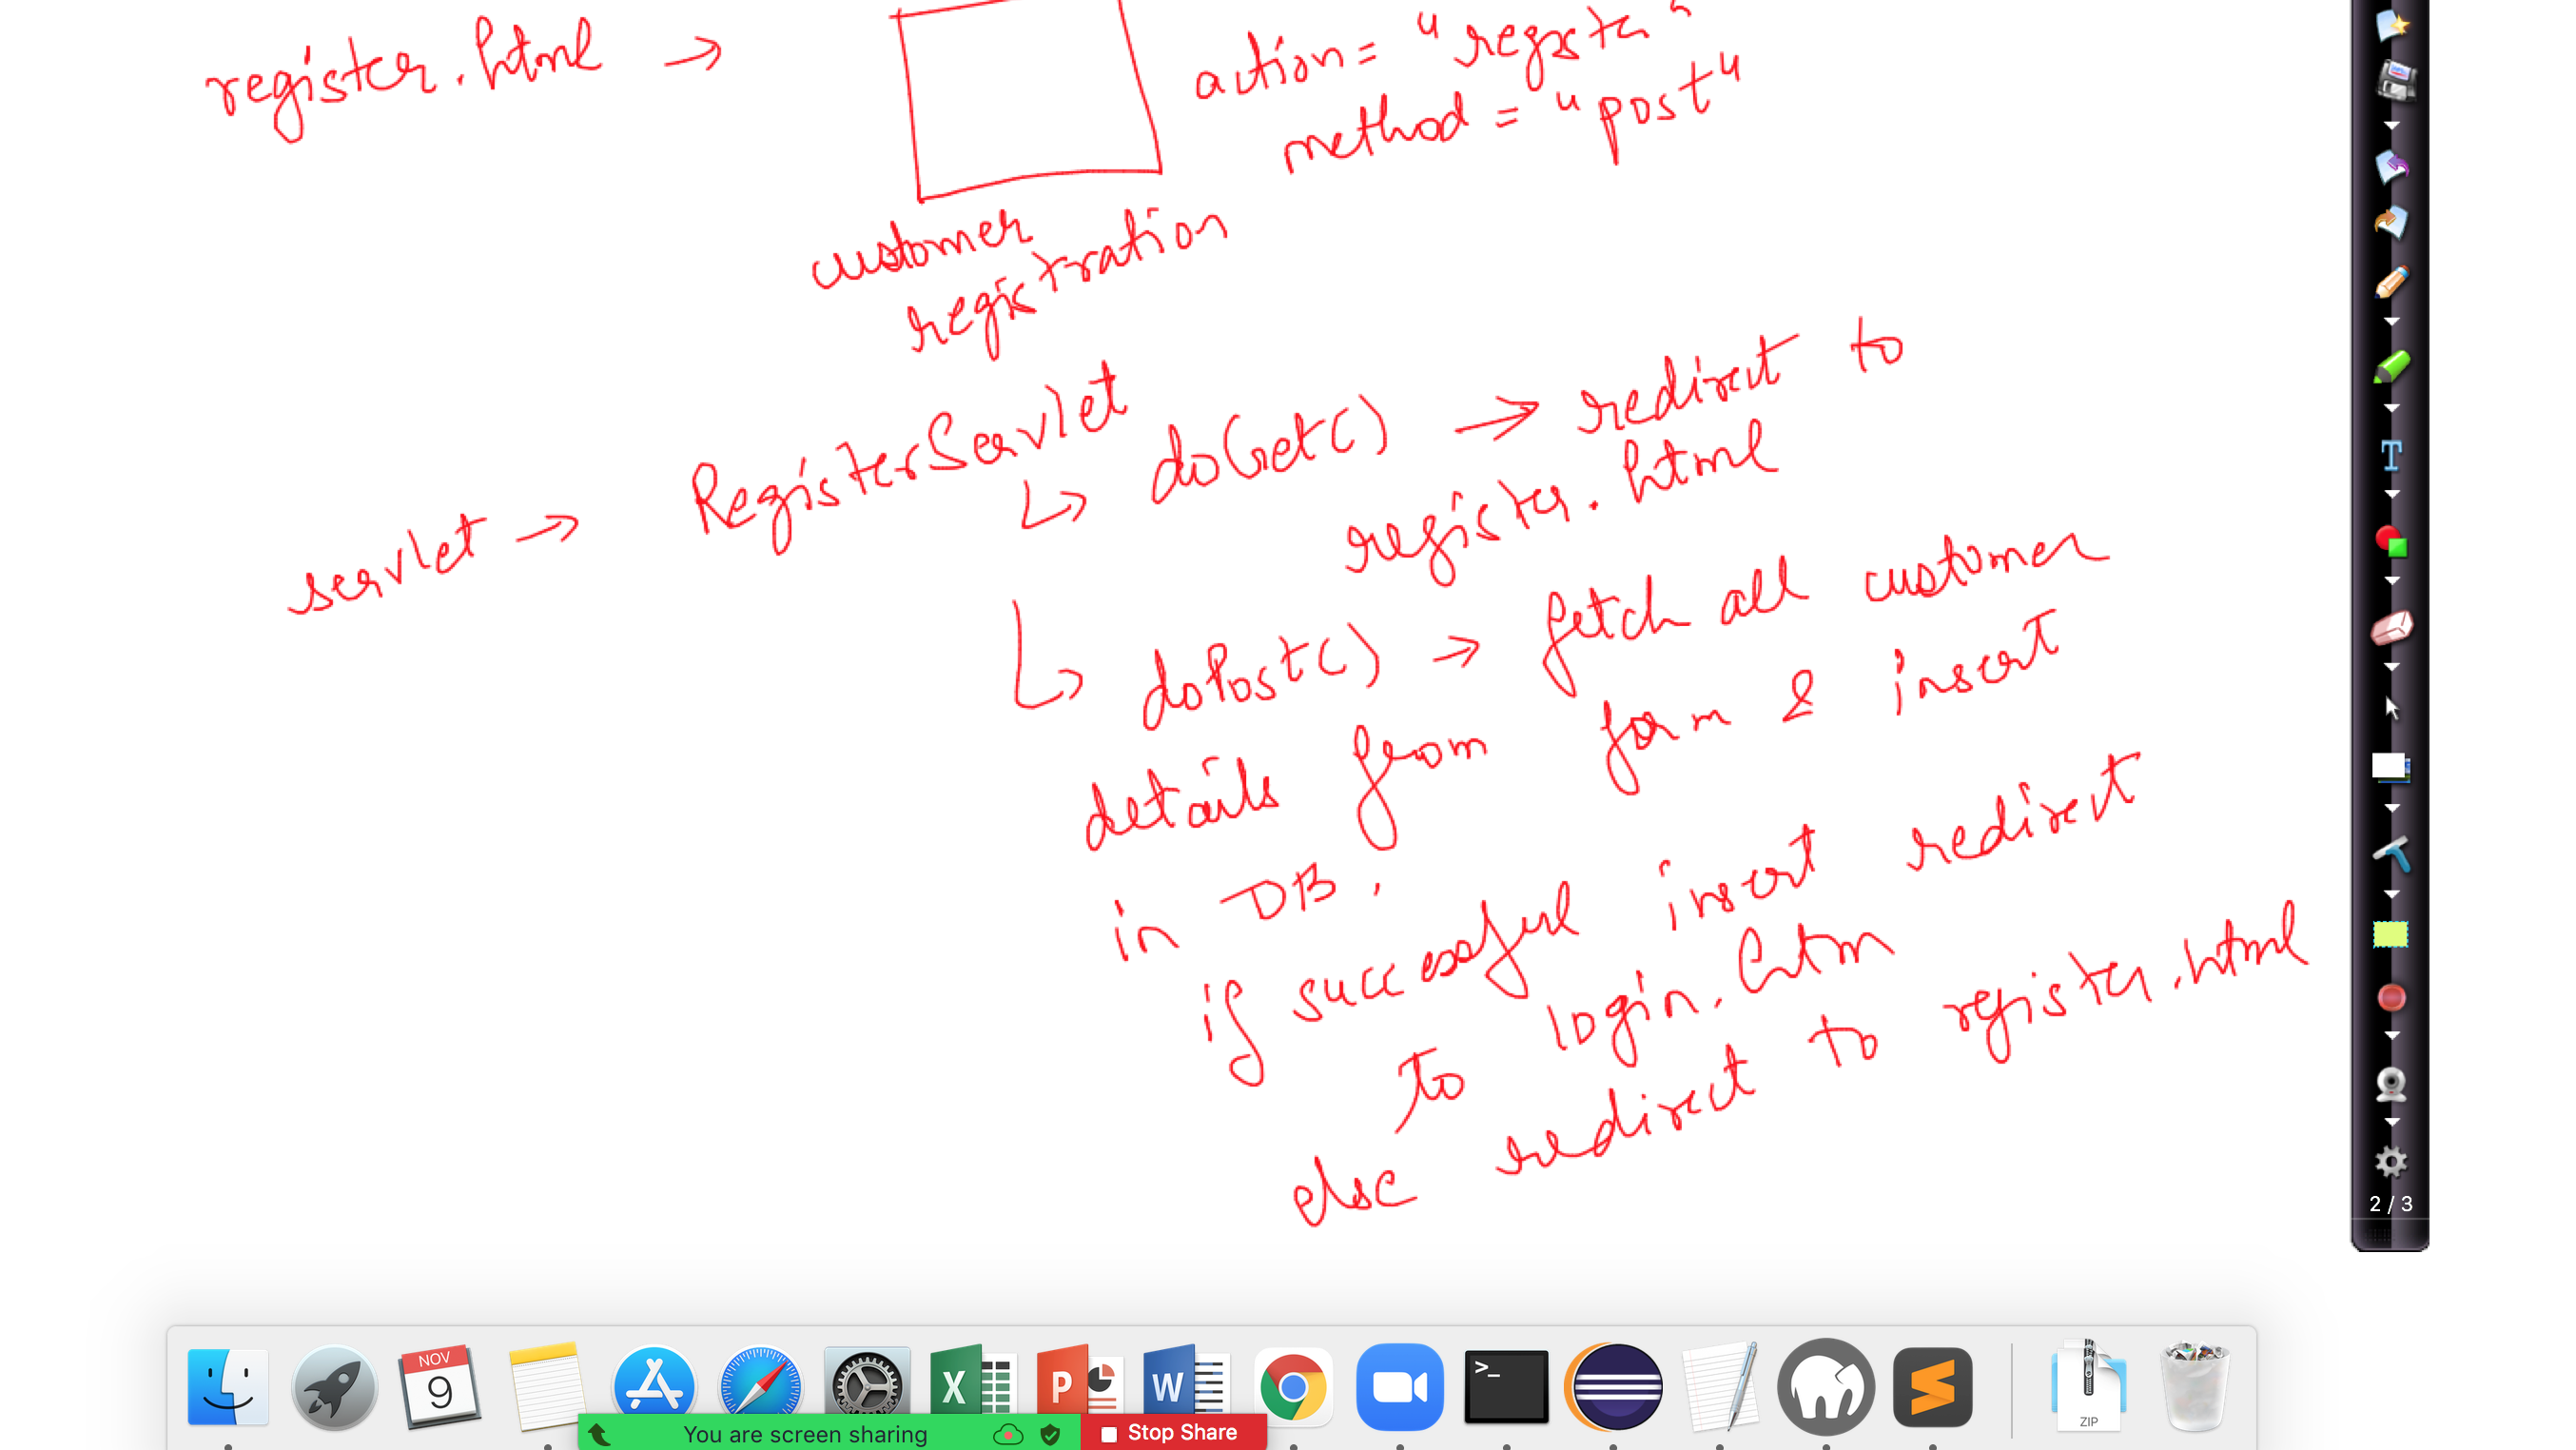 register.html → action = "register"
method = "post"
customer
registration
servlet → RegisterServlet
↳ doGet() → redirect to
register.html
↳ doPost() → fetch all customer
details from form & insert
in DB.
if successful insert redirect
to login.htm
else redirect to register.html
2 / 3
NOV
9
X
P
W
>_
ZIP
You are screen sharing
Stop Share